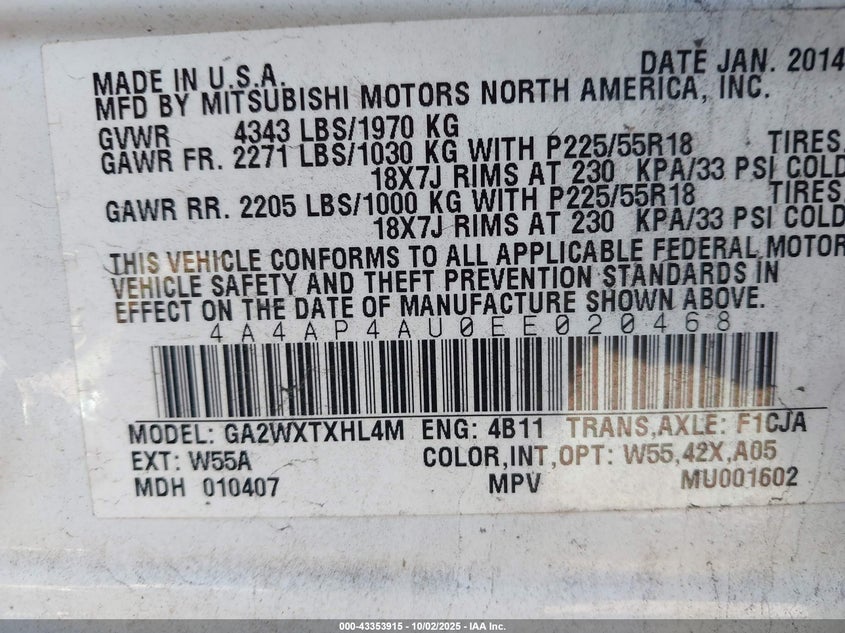 DATE JAN. 2014
MADE IN U.S.A.
MFD BY MITSUBISHI MOTORS NORTH AMERICA, INC.
GVWR 4343 LBS/1970 KG
GAWR FR. 2271 LBS/1030 KG WITH P225/55R18 TIRES,
18X7J RIMS AT 230 KPA/33 PSI COLD
GAWR RR. 2205 LBS/1000 KG WITH P225/55R18 TIRES,
18X7J RIMS AT 230 KPA/33 PSI COLD
THIS VEHICLE CONFORMS TO ALL APPLICABLE FEDERAL MOTOR
VEHICLE SAFETY AND THEFT PREVENTION STANDARDS IN
EFFECT ON THE DATE OF MANUFACTURE SHOWN ABOVE.
4A4AP4AU0EE020468
MODEL: GA2WXTXHL4M ENG: 4B11 TRANS,AXLE: F1CJA
EXT: W55A COLOR,INT,OPT: W55,42X,A05
MDH 010407 MPV MU001602
000-43353915 - 10/02/2025 - IAA Inc.